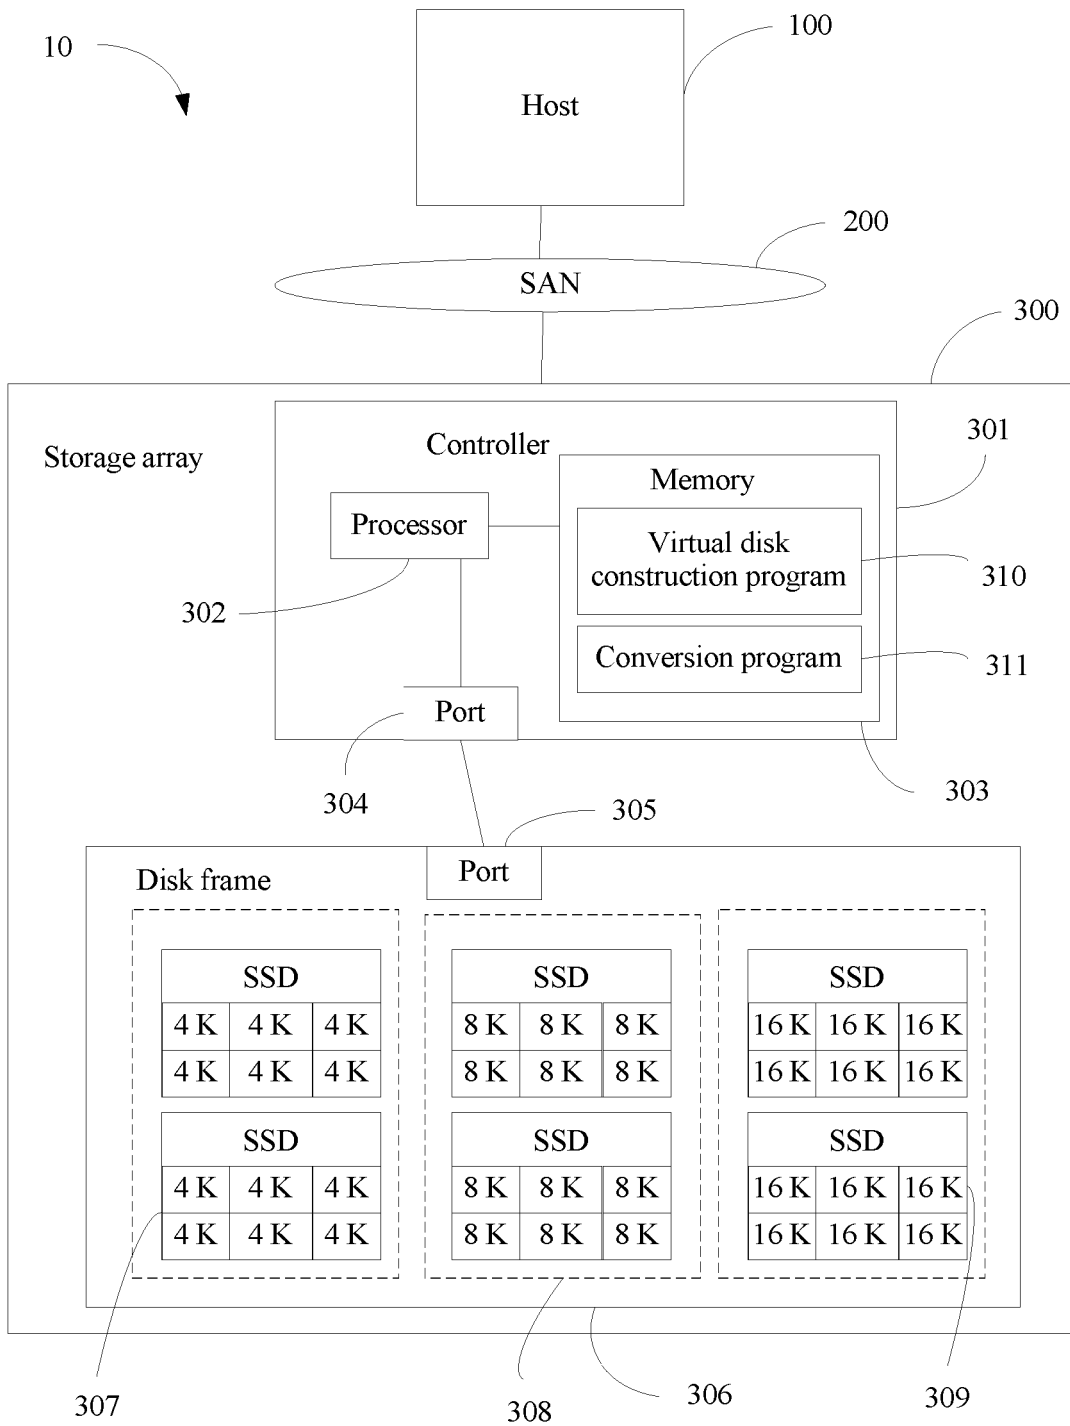 10
100
Host
200
SAN
300
Storage array
Controller
301
Memory
Processor
Virtual disk
construction program
310
302
Conversion program
311
Port
304
303
305
Port
Disk frame
SSD SSD SSD
4 K 4 K 4 K 8 K 8 K 8 K 16 K 16 K 16 K
4 K 4 K 4 K 8 K 8 K 8 K 16 K 16 K 16 K
SSD SSD SSD
4 K 4 K 4 K 8 K 8 K 8 K 16 K 16 K 16 K
4 K 4 K 4 K 8 K 8 K 8 K 16 K 16 K 16 K
307 308 306 309